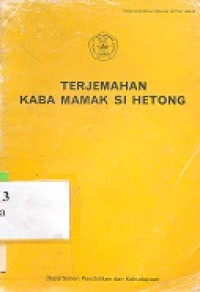 TERJEMAHAN
KABA MAMAK SI HETONG
3
a
Departemen Pendidikan dan Kebudayaan